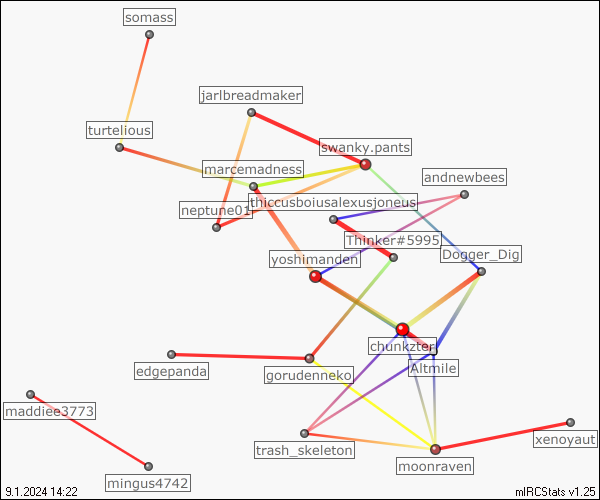 somass
jarlbreadmaker
turtelious
swanky.pants
marcemadness
andnewbees
thiccusboiusalexusjoneus
neptune01
Thinker#5995
Dogger_Dig
yoshimanden
chunkzter
Altmile
edgepanda
gorudenneko
maddiee3773
trash_skeleton
xenoyaut
moonraven
mingus4742
9.1.2024 14:22
mIRCStats v1.25